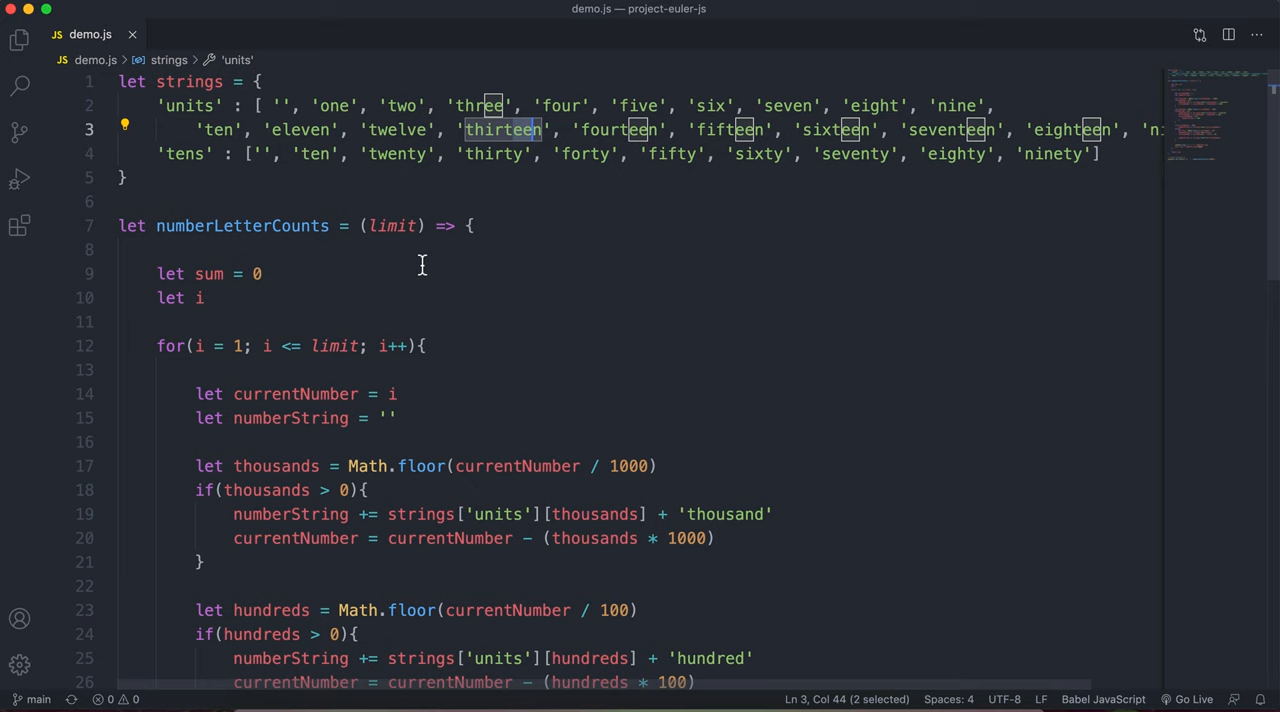 demo.js — project-euler-js
JS demo.js
JS demo.js > strings > 'units'
1 let strings = {
2 'units' : [ '', 'one', 'two', 'three', 'four', 'five', 'six', 'seven', 'eight', 'nine',
3 'ten', 'eleven', 'twelve', 'thirteen', 'fourteen', 'fifteen', 'sixteen', 'seventeen', 'eighteen', 'ni
4 'tens' : ['', 'ten', 'twenty', 'thirty', 'forty', 'fifty', 'sixty', 'seventy', 'eighty', 'ninety']
5 }
6
7 let numberLetterCounts = (limit) => {
8
9 let sum = 0
10 let i
11
12 for(i = 1; i <= limit; i++){
13
14 let currentNumber = i
15 let numberString = ''
16
17 let thousands = Math.floor(currentNumber / 1000)
18 if(thousands > 0){
19 numberString += strings['units'][thousands] + 'thousand'
20 currentNumber = currentNumber - (thousands * 1000)
21 }
22
23 let hundreds = Math.floor(currentNumber / 100)
24 if(hundreds > 0){
25 numberString += strings['units'][hundreds] + 'hundred'
26 currentNumber = currentNumber - (hundreds * 100)
main 0 0 Ln 3, Col 44 (2 selected) Spaces: 4 UTF-8 LF Babel JavaScript Go Live